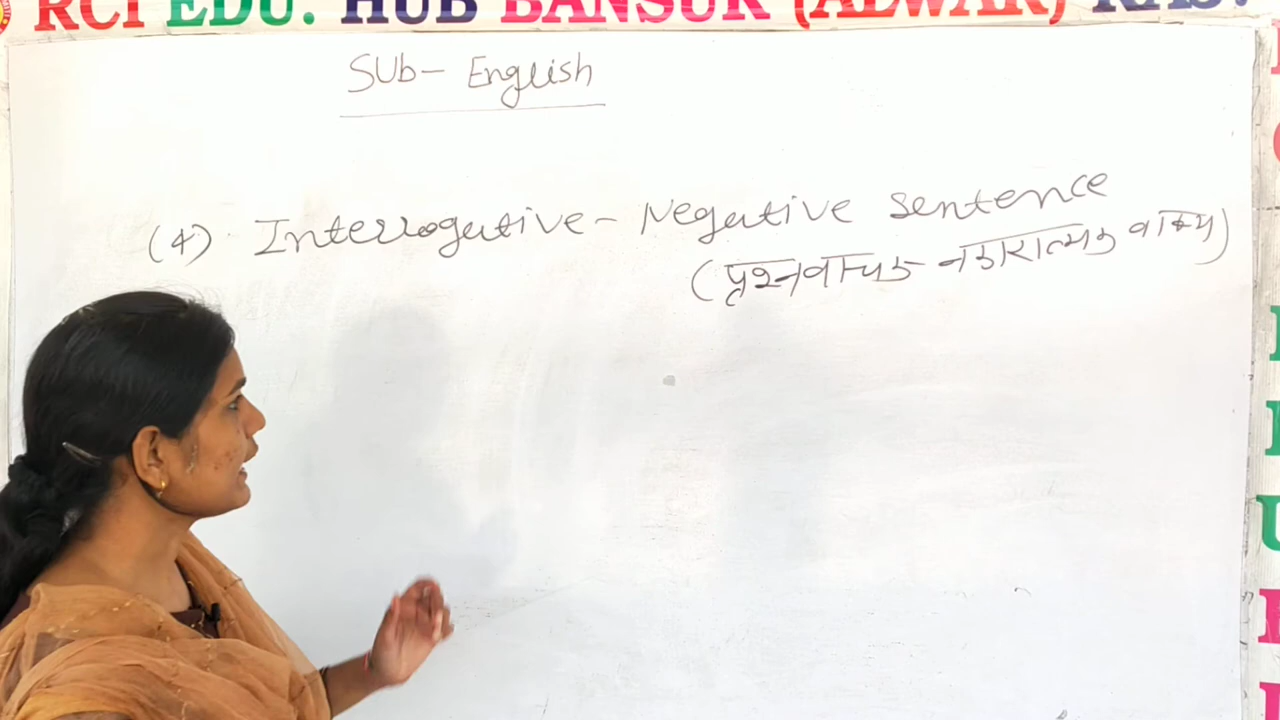 RCI EDU. HUB BANSUR (ALWAR) RAJ.
SUb- English
(4) Interrogative - Negative Sentence
(प्रश्नवाचक - नकारात्मक वाक्य)